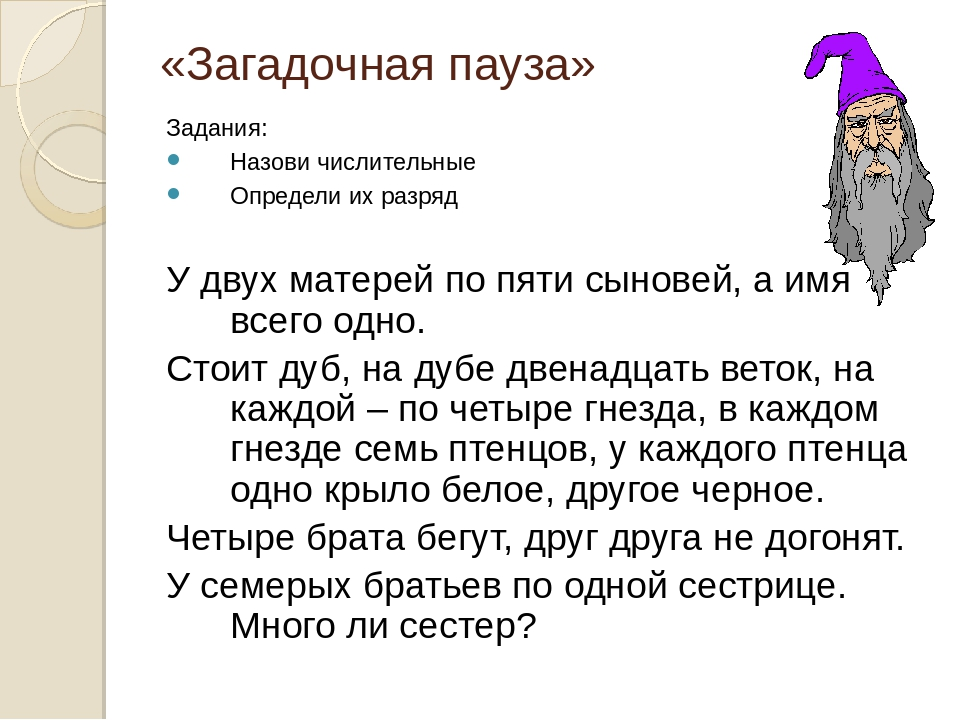 «Загадочная пауза»
Задания:
Назови числительные
Определи их разряд
У двух матерей по пяти сыновей, а имя
всего одно.
Стоит дуб, на дубе двенадцать веток, на
каждой – по четыре гнезда, в каждом
гнезде семь птенцов, у каждого птенца
одно крыло белое, другое черное.
Четыре брата бегут, друг друга не догонят.
У семерых братьев по одной сестрице.
Много ли сестер?